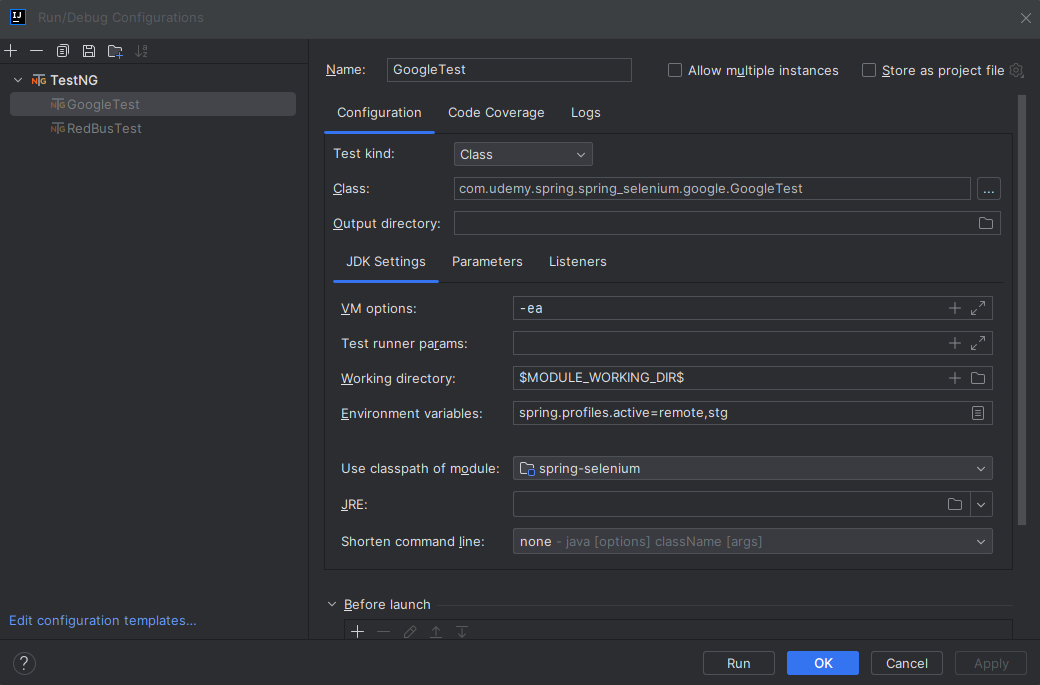 Run/Debug Configurations
TestNG
GoogleTest
RedBusTest
Edit configuration templates...
Name: GoogleTest
Allow multiple instances
Store as project file
Configuration Code Coverage Logs
Test kind: Class
Class: com.udemy.spring.spring_selenium.google.GoogleTest ...
Output directory:
JDK Settings Parameters Listeners
VM options: -ea
Test runner params:
Working directory: $MODULE_WORKING_DIR$
Environment variables: spring.profiles.active=remote,stg
Use classpath of module: spring-selenium
JRE:
Shorten command line: none - java [options] className [args]
Before launch
? Run OK Cancel Apply